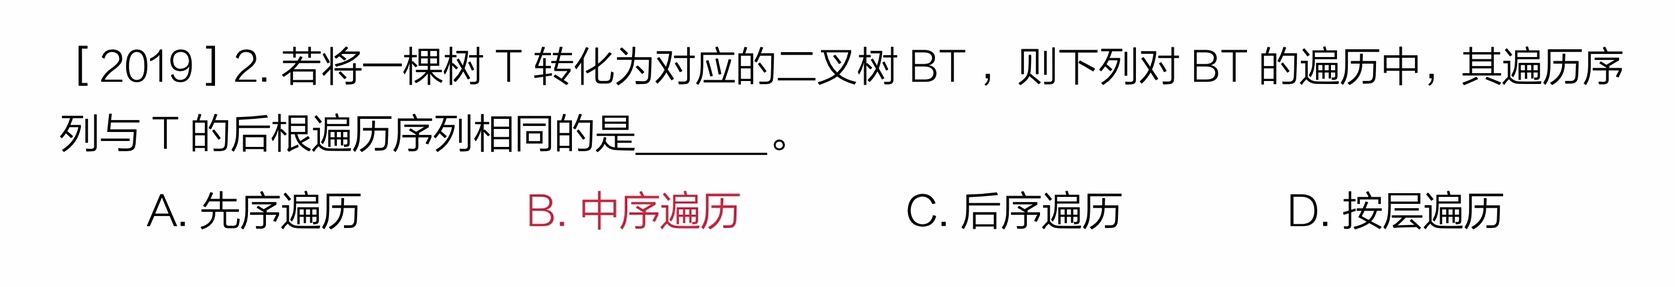 ［2019］2. 若将一棵树 T 转化为对应的二叉树 BT ，则下列对 BT 的遍历中，其遍历序
列与 T 的后根遍历序列相同的是______。
A. 先序遍历 B. 中序遍历 C. 后序遍历 D. 按层遍历